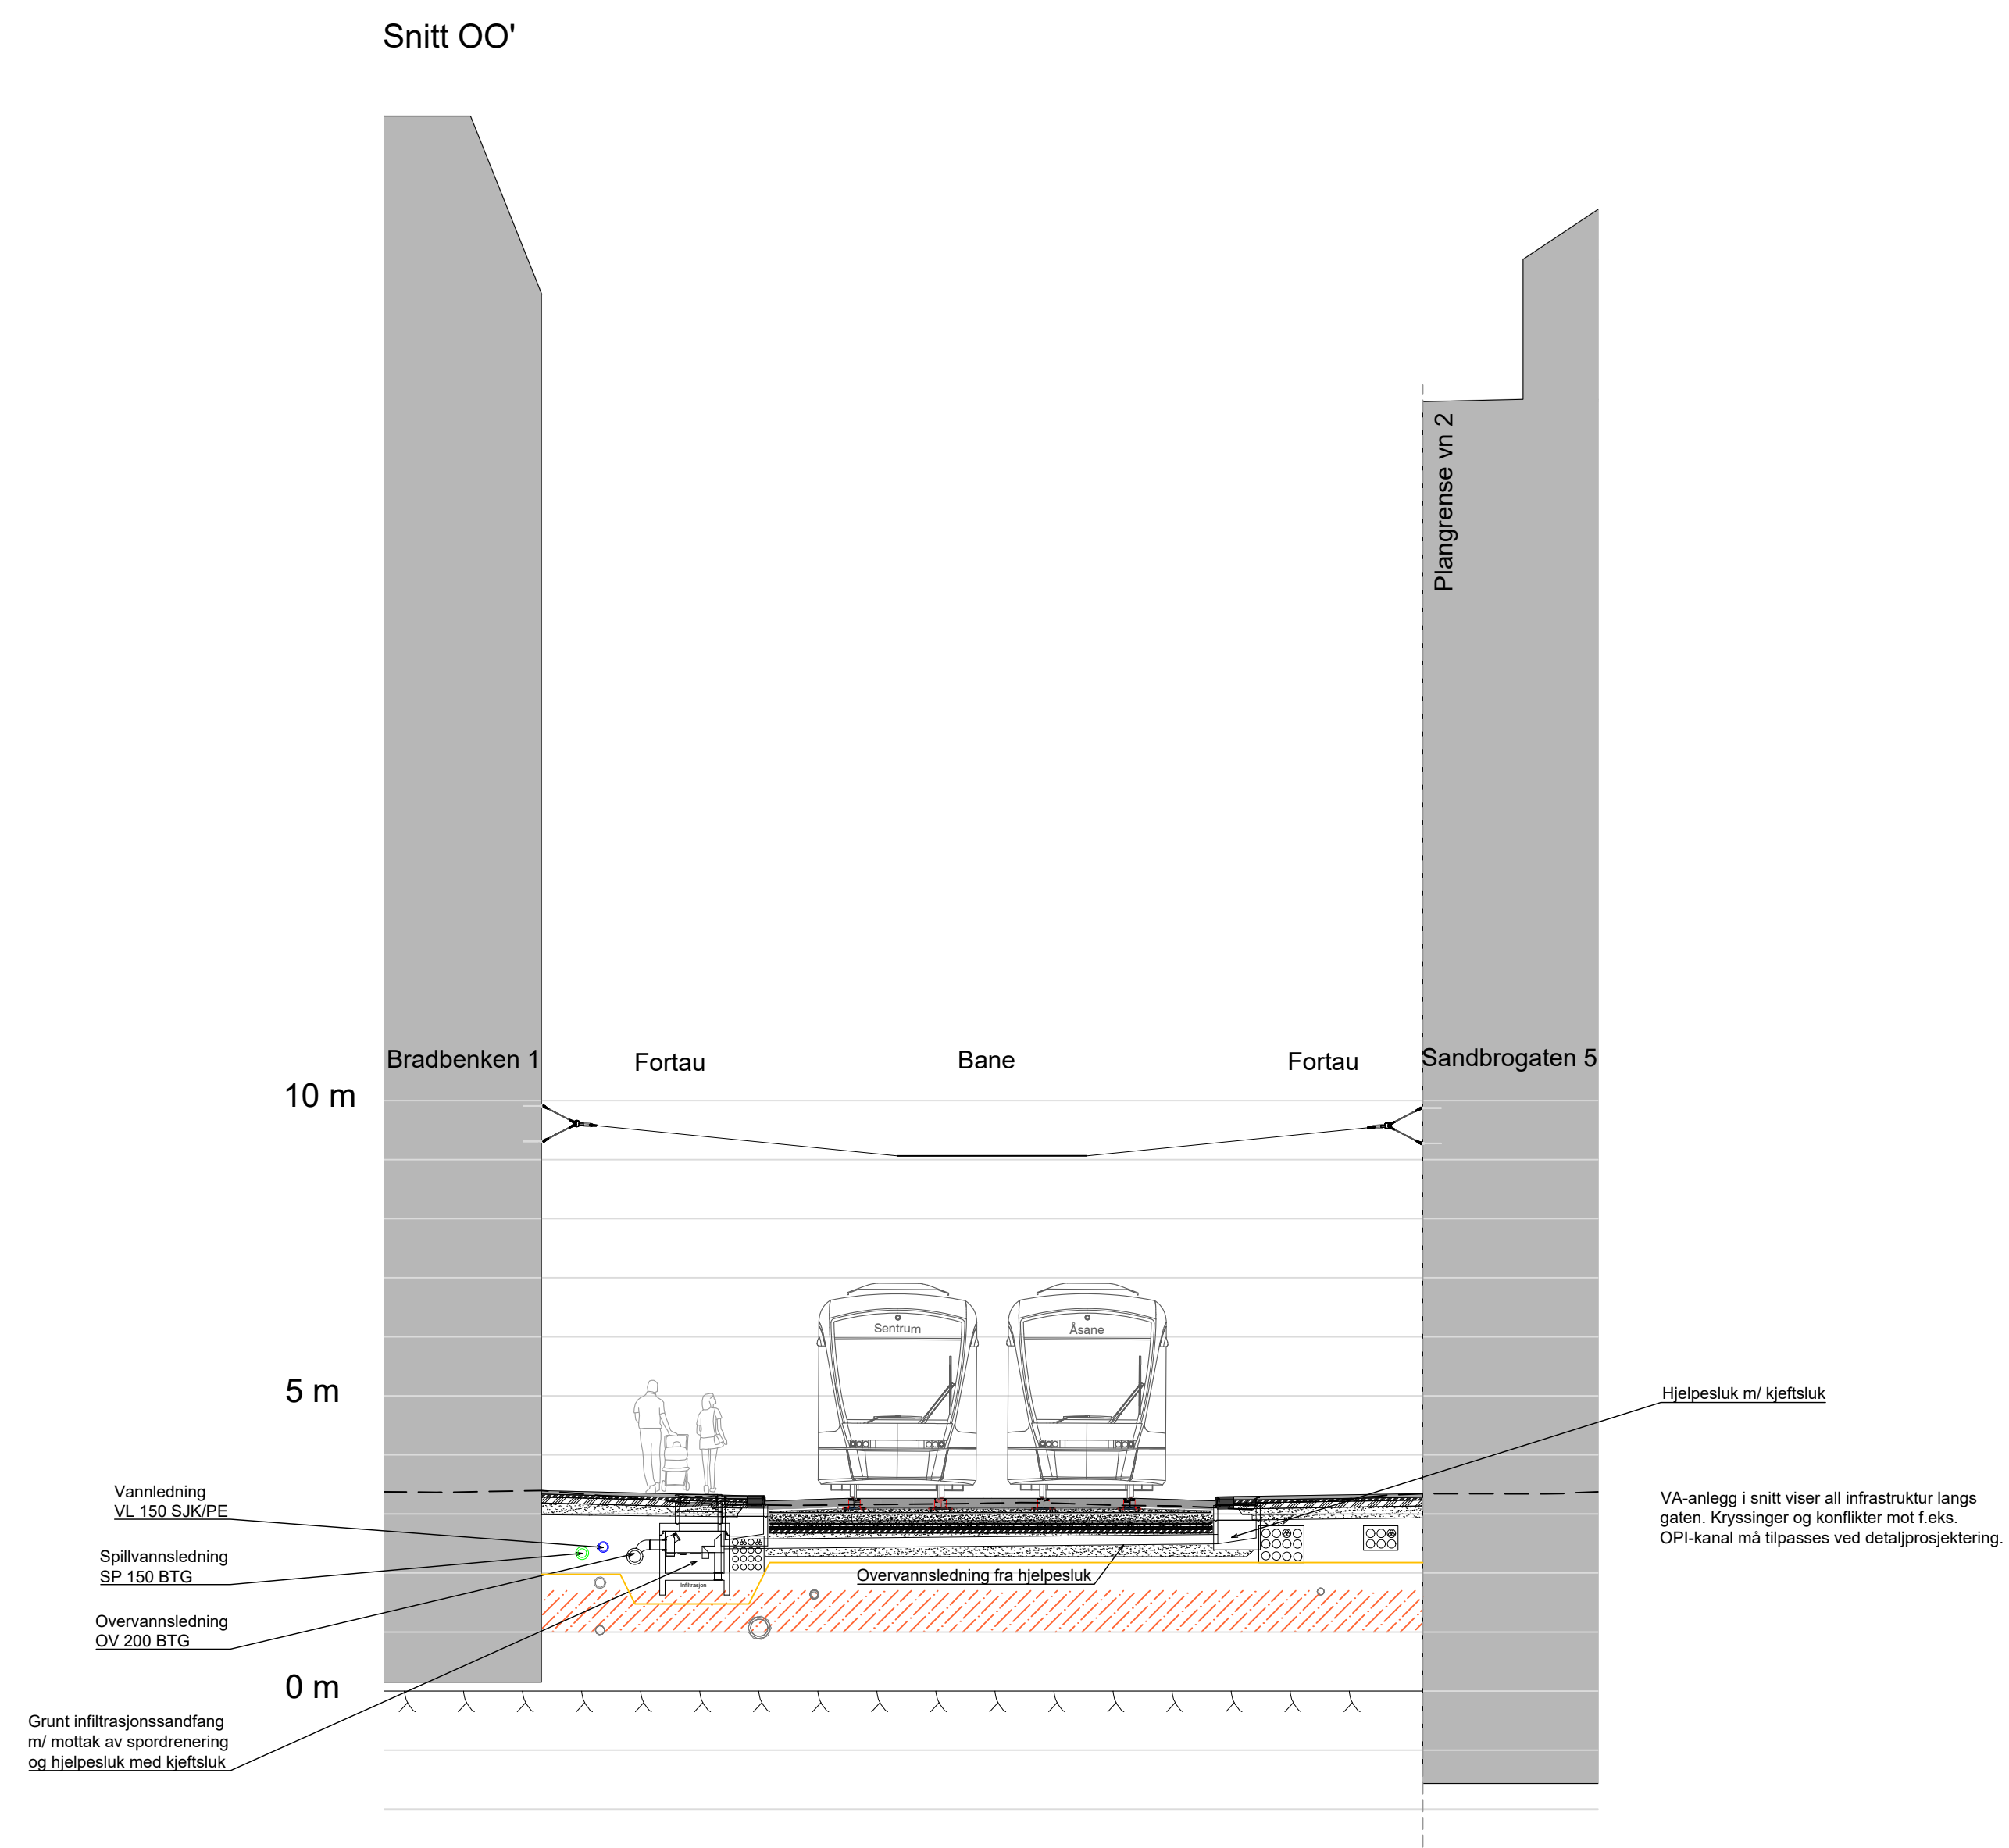 Snitt OO'
Plangrense vn 2
Bradbenken 1
Fortau
Bane
Fortau
Sandbrogaten 5
10 m
Sentrum
Åsane
5 m
Hjelpesluk m/ kjeftsluk
Vannledning
VL 150 SJK/PE
VA-anlegg i snitt viser all infrastruktur langs
gaten. Kryssinger og konflikter mot f.eks.
OPI-kanal må tilpasses ved detaljprosjektering.
Spillvannsledning
SP 150 BTG
Overvannsledning fra hjelpesluk
Infiltrasjon
Overvannsledning
OV 200 BTG
0 m
Grunt infiltrasjonssandfang
m/ mottak av spordrenering
og hjelpesluk med kjeftsluk